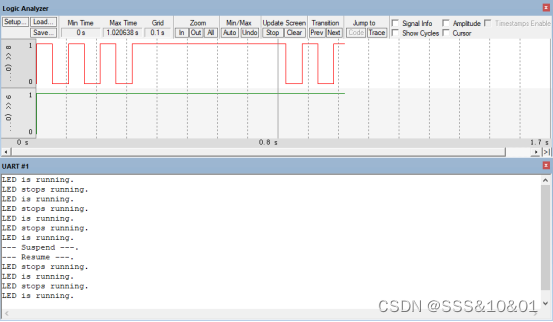 Logic Analyzer
Setup... Load... Min Time Max Time Grid Zoom Min/Max Update Screen Transition Jump to Signal Info Amplitude Timestamps Enable
Save... 0 s 1.020638 s 0.1 s In Out All Auto Undo Stop Clear Prev Next Code Trace Show Cycles Cursor
1
0
...0) >> 8
1
0
...0) >> 9
0 s 0.8 s 1.7 s
UART #1
LED is running.
LED stops running.
LED is running.
LED stops running.
LED is running.
LED stops running.
LED is running.
--- Suspend ---.
--- Resume ---.
LED stops running.
LED is running.
LED stops running.
LED is running.
CSDN @SSS&10&01